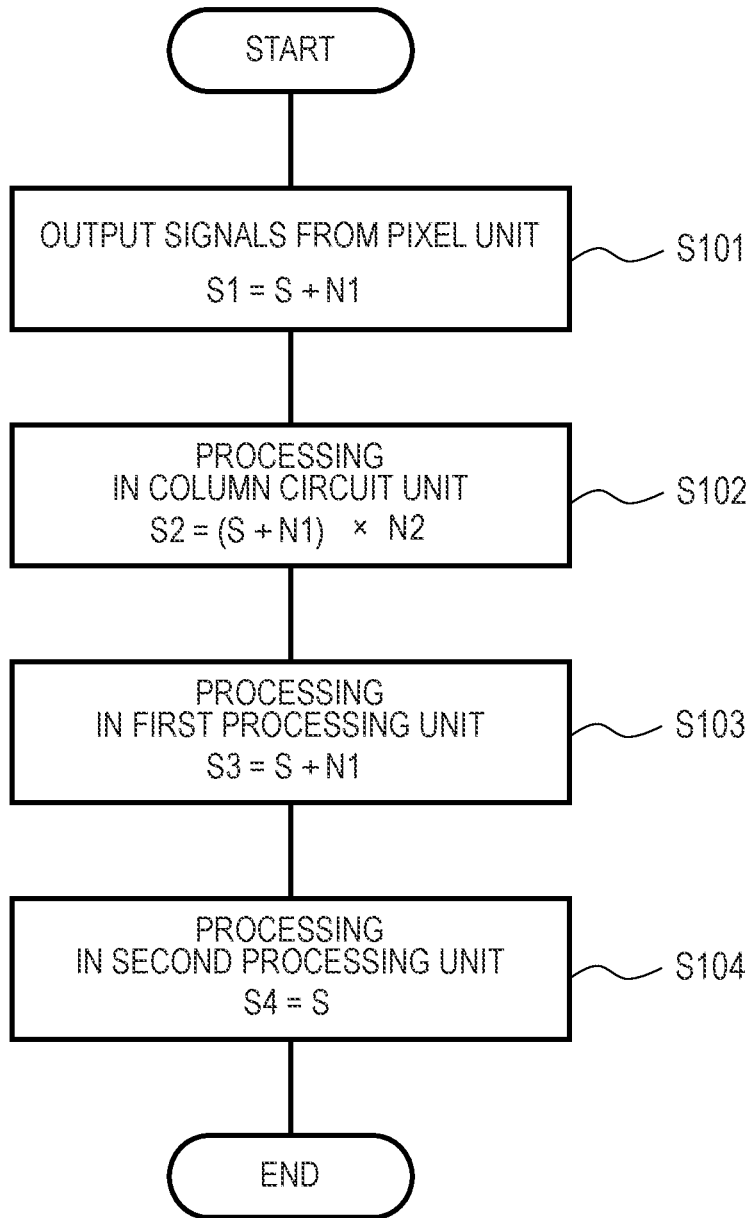 START
OUTPUT SIGNALS FROM PIXEL UNIT
S1 = S + N1
S101
PROCESSING
IN COLUMN CIRCUIT UNIT
S2 = (S + N1) × N2
S102
PROCESSING
IN FIRST PROCESSING UNIT
S3 = S + N1
S103
PROCESSING
IN SECOND PROCESSING UNIT
S4 = S
S104
END